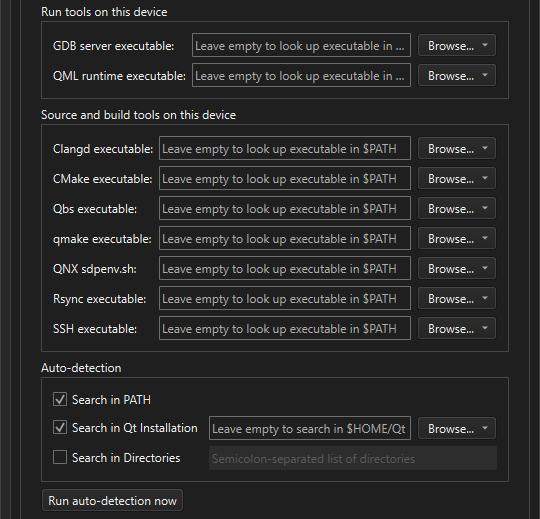 Run tools on this device
GDB server executable: Leave empty to look up executable in ... Browse...
QML runtime executable: Leave empty to look up executable in ... Browse...
Source and build tools on this device
Clangd executable: Leave empty to look up executable in $PATH Browse...
CMake executable: Leave empty to look up executable in $PATH Browse...
Qbs executable: Leave empty to look up executable in $PATH Browse...
qmake executable: Leave empty to look up executable in $PATH Browse...
QNX sdpenv.sh: Leave empty to look up executable in $PATH Browse...
Rsync executable: Leave empty to look up executable in $PATH Browse...
SSH executable: Leave empty to look up executable in $PATH Browse...
Auto-detection
Search in PATH
Search in Qt Installation Leave empty to search in $HOME/Qt Browse...
Search in Directories Semicolon-separated list of directories
Run auto-detection now